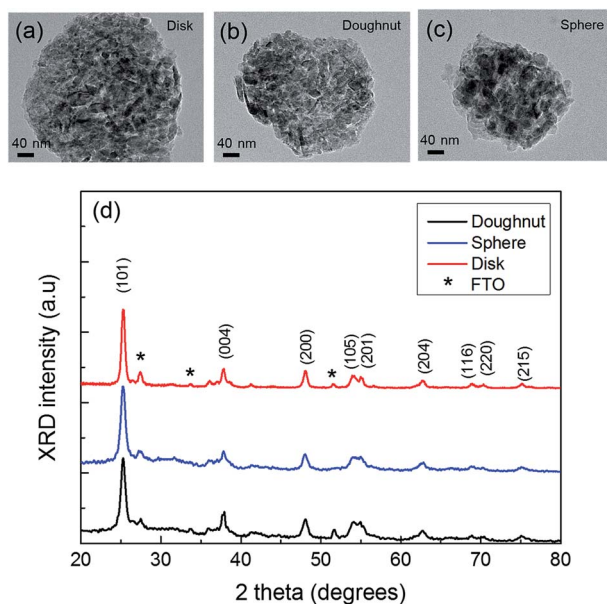 (a) Disk
40 nm
(b) Doughnut
40 nm
(c) Sphere
40 nm
(d)
Doughnut
Sphere
Disk
* FTO
(101)
*
*
(004)
(200)
*
(105)
(201)
(204)
(116)
(220)
(215)
XRD intensity (a.u)
20 30 40 50 60 70 80
2 theta (degrees)